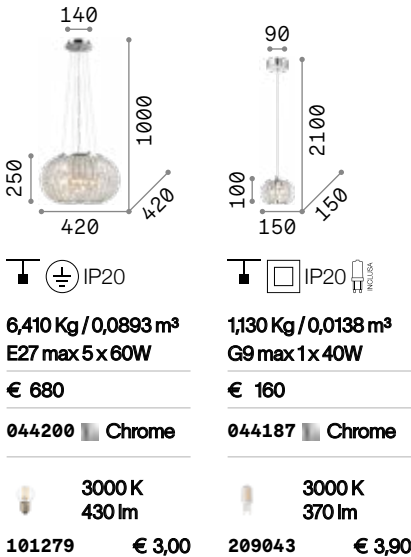 140
1000
250
420
420
IP20
6,410 Kg / 0,0893 m³
E27 max 5 x 60W
€ 680
044200 Chrome
3000 K
430 lm
101279 € 3,00
90
2100
100
150
150
IP20 INCLUSA
1,130 Kg / 0,0138 m³
G9 max 1 x 40W
€ 160
044187 Chrome
3000 K
370 lm
209043 € 3,90